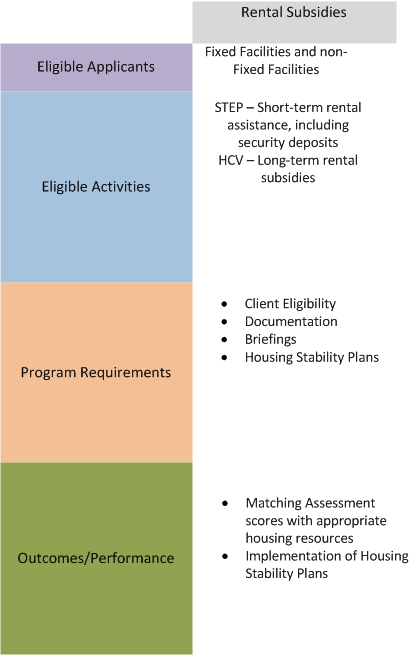 Rental Subsidies
Eligible Applicants
Fixed Facilities and non-
Fixed Facilities
Eligible Activities
STEP – Short-term rental
assistance, including
security deposits
HCV – Long-term rental
subsidies
Program Requirements
• Client Eligibility
• Documentation
• Briefings
• Housing Stability Plans
Outcomes/Performance
• Matching Assessment
scores with appropriate
housing resources
• Implementation of Housing
Stability Plans